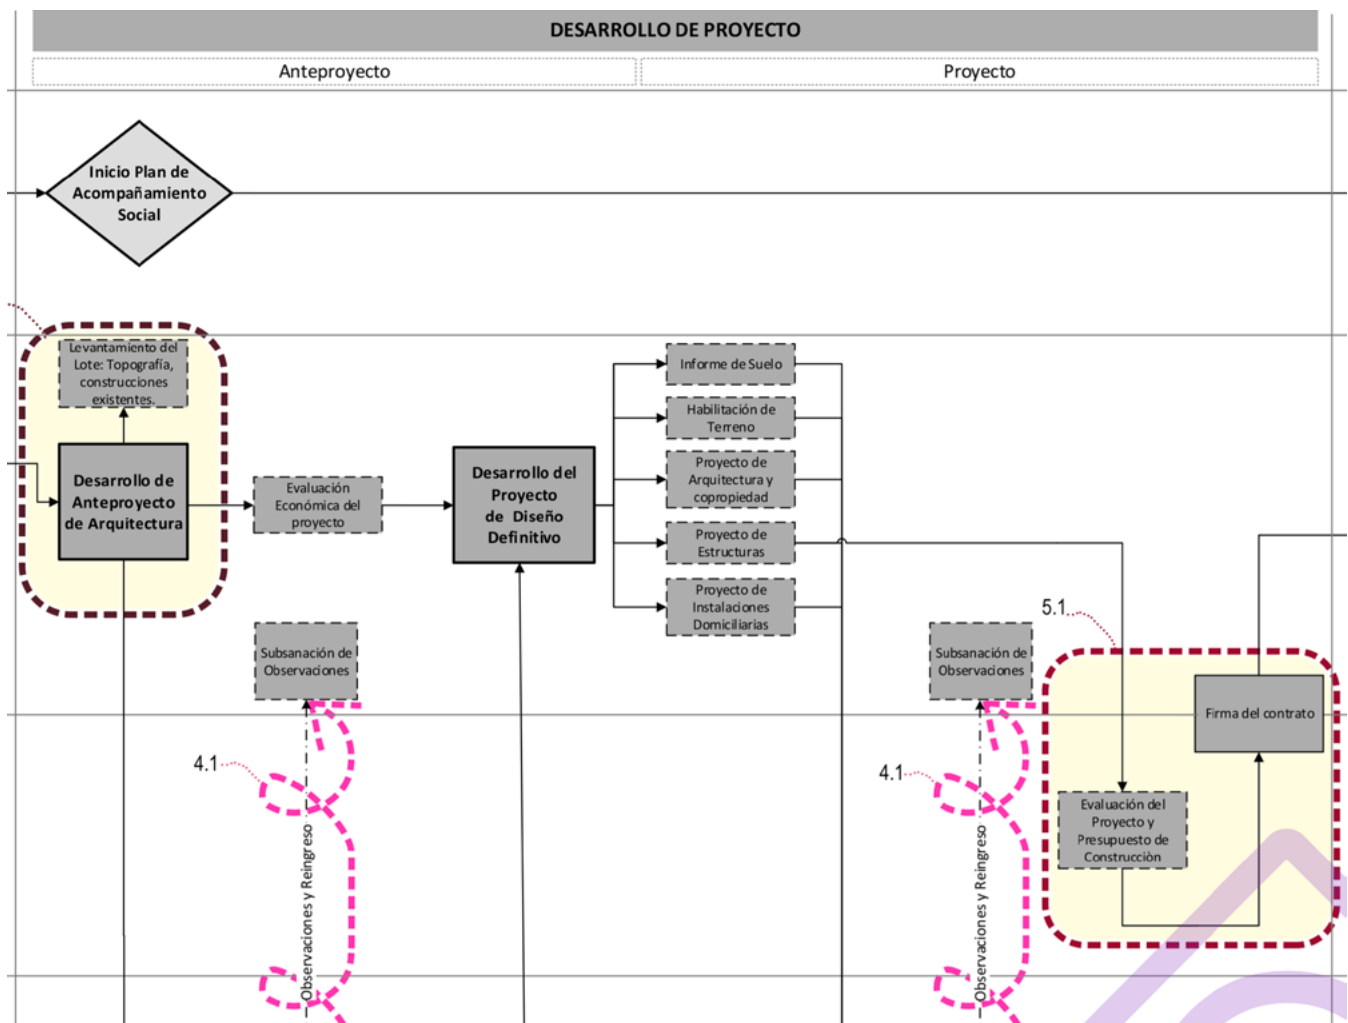 DESARROLLO DE PROYECTO
Anteproyecto
Proyecto
Inicio Plan de
Acompañamiento
Social
Levantamiento del
Lote: Topografía,
construcciones
existentes.
Desarrollo de
Anteproyecto
de Arquitectura
Evaluación
Económica del
proyecto
Desarrollo del
Proyecto
de Diseño
Definitivo
Informe de Suelo
Habilitación de
Terreno
Proyecto de
Arquitectura y
copropiedad
Proyecto de
Estructuras
Proyecto de
Instalaciones
Domiciliarias
Subsanación de
Observaciones
4.1
Observaciones y Reingreso
Subsanación de
Observaciones
4.1
Observaciones y Reingreso
5.1
Firma del contrato
Evaluación del
Proyecto y
Presupuesto de
Construcciòn